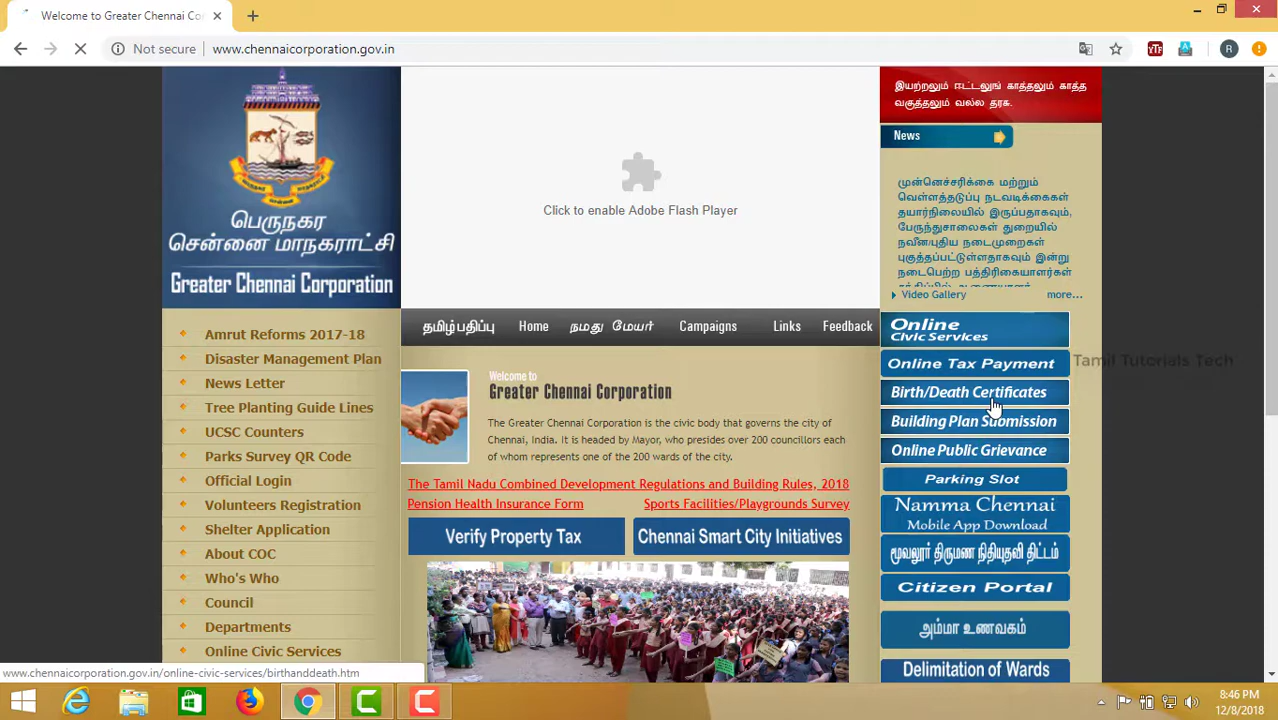 Welcome to Greater Chennai Co
Not secure
www.chennaicorporation.gov.in
R
பெருநகர
சென்னை மாநகராட்சி
Greater Chennai Corporation
Click to enable Adobe Flash Player
இயற்றலும் ஈட்டலுங் காத்தலும் காத்த
வகுத்தலும் வல்ல தரசு.
News
முன்னெச்சரிக்கை மற்றும்
வெள்ளத்தடுப்பு நடவடிக்கைகள்
தயார்நிலையில் இருப்பதாகவும்,
பேருந்துசாலைகள் துறையில்
நவீன/புதிய நடைமுறைகள்
புகுத்தப்பட்டுள்ளதாகவும் இன்று
நடைபெற்ற பத்திரிகையாளர்கள்
Video Gallery
more...
தமிழ்பதிப்பு
Home
நமது மேயர்
Campaigns
Links
Feedback
Amrut Reforms 2017-18
Disaster Management Plan
News Letter
Tree Planting Guide Lines
UCSC Counters
Parks Survey QR Code
Official Login
Volunteers Registration
Shelter Application
About COC
Who's Who
Council
Departments
Online Civic Services
Welcome to
Greater Chennai Corporation
The Greater Chennai Corporation is the civic body that governs the city of
Chennai, India. It is headed by Mayor, who presides over 200 councillors each
of whom represents one of the 200 wards of the city.
The Tamil Nadu Combined Development Regulations and Building Rules, 2018
Pension Health Insurance Form
Sports Facilities/Playgrounds Survey
Verify Property Tax
Chennai Smart City Initiatives
Online
Civic Services
Online Tax Payment
Birth/Death Certificates
Building Plan Submission
Online Public Grievance
Parking Slot
Namma Chennai
Mobile App Download
மூவலூர் திருமண நிதியுதவி திட்டம்
Citizen Portal
அம்மா உணவகம்
Delimitation of Wards
Tamil Tutorials Tech
www.chennaicorporation.gov.in/online-civic-services/birthanddeath.htm
8:46 PM
12/8/2018